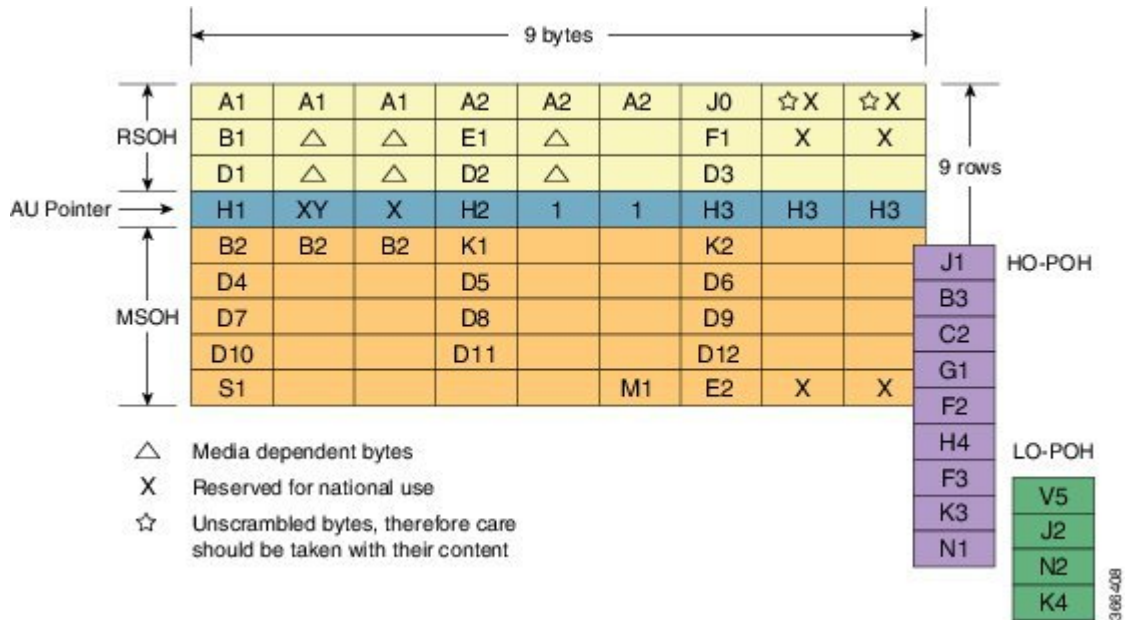 9 bytes
A1 A1 A1 A2 A2 A2 J0 ☆X ☆X
RSOH B1 △ △ E1 △ F1 X X
D1 △ △ D2 △ D3
9 rows
AU Pointer H1 XY X H2 1 1 H3 H3 H3
B2 B2 B2 K1 K2
J1 HO-POH
D4 D5 D6
B3
MSOH D7 D8 D9
C2
D10 D11 D12
G1
S1 M1 E2 X X
F2
△ Media dependent bytes
H4 LO-POH
X Reserved for national use
F3
V5
☆ Unscrambled bytes, therefore care
K3
J2
should be taken with their content
N1
N2
K4
366408